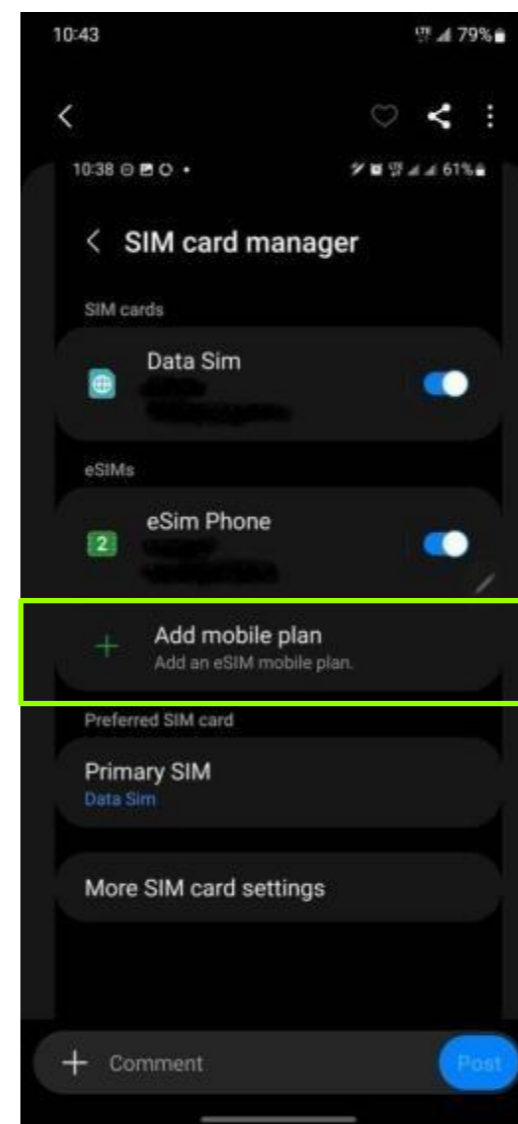 10:43 LTE 79%
10:38 61%
SIM card manager
SIM cards
Data Sim
eSIMs
eSim Phone
2
Add mobile plan
Add an eSIM mobile plan.
Preferred SIM card
Primary SIM
Data Sim
More SIM card settings
Comment Post